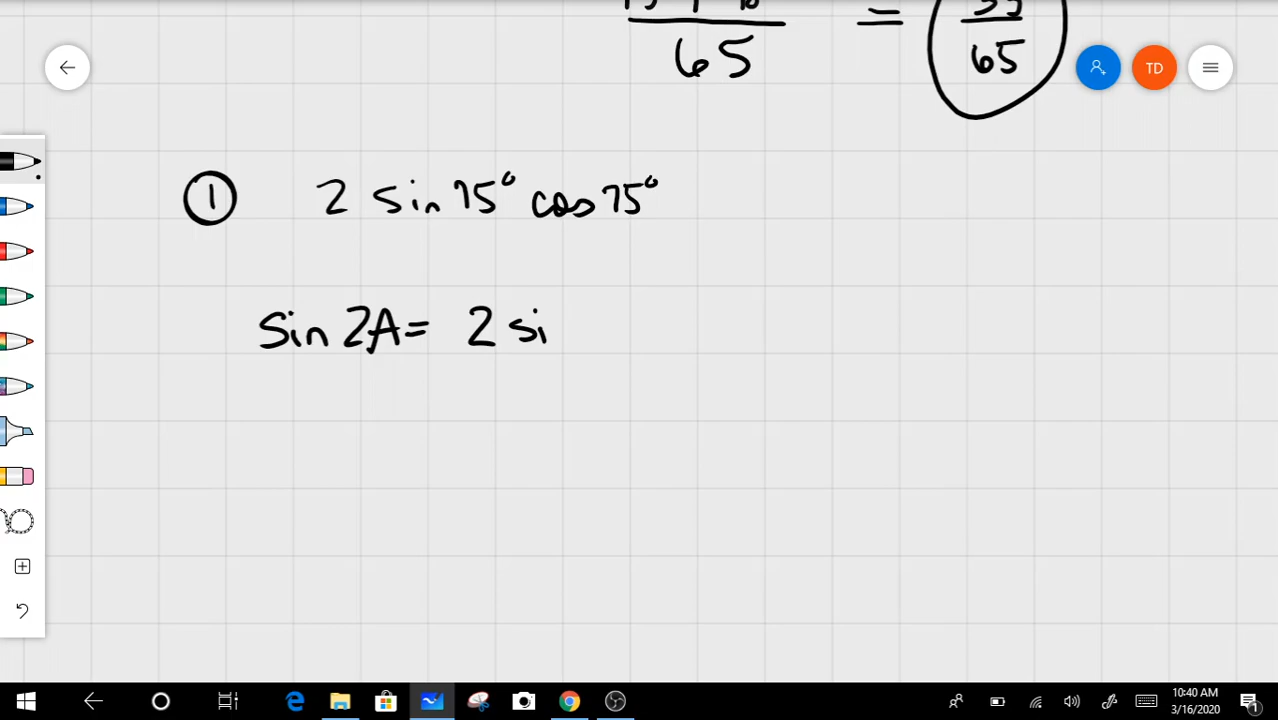 65 = 65
TD
① 2 sin 75° cos 75°
sin 2A = 2 si
10:40 AM
3/16/2020